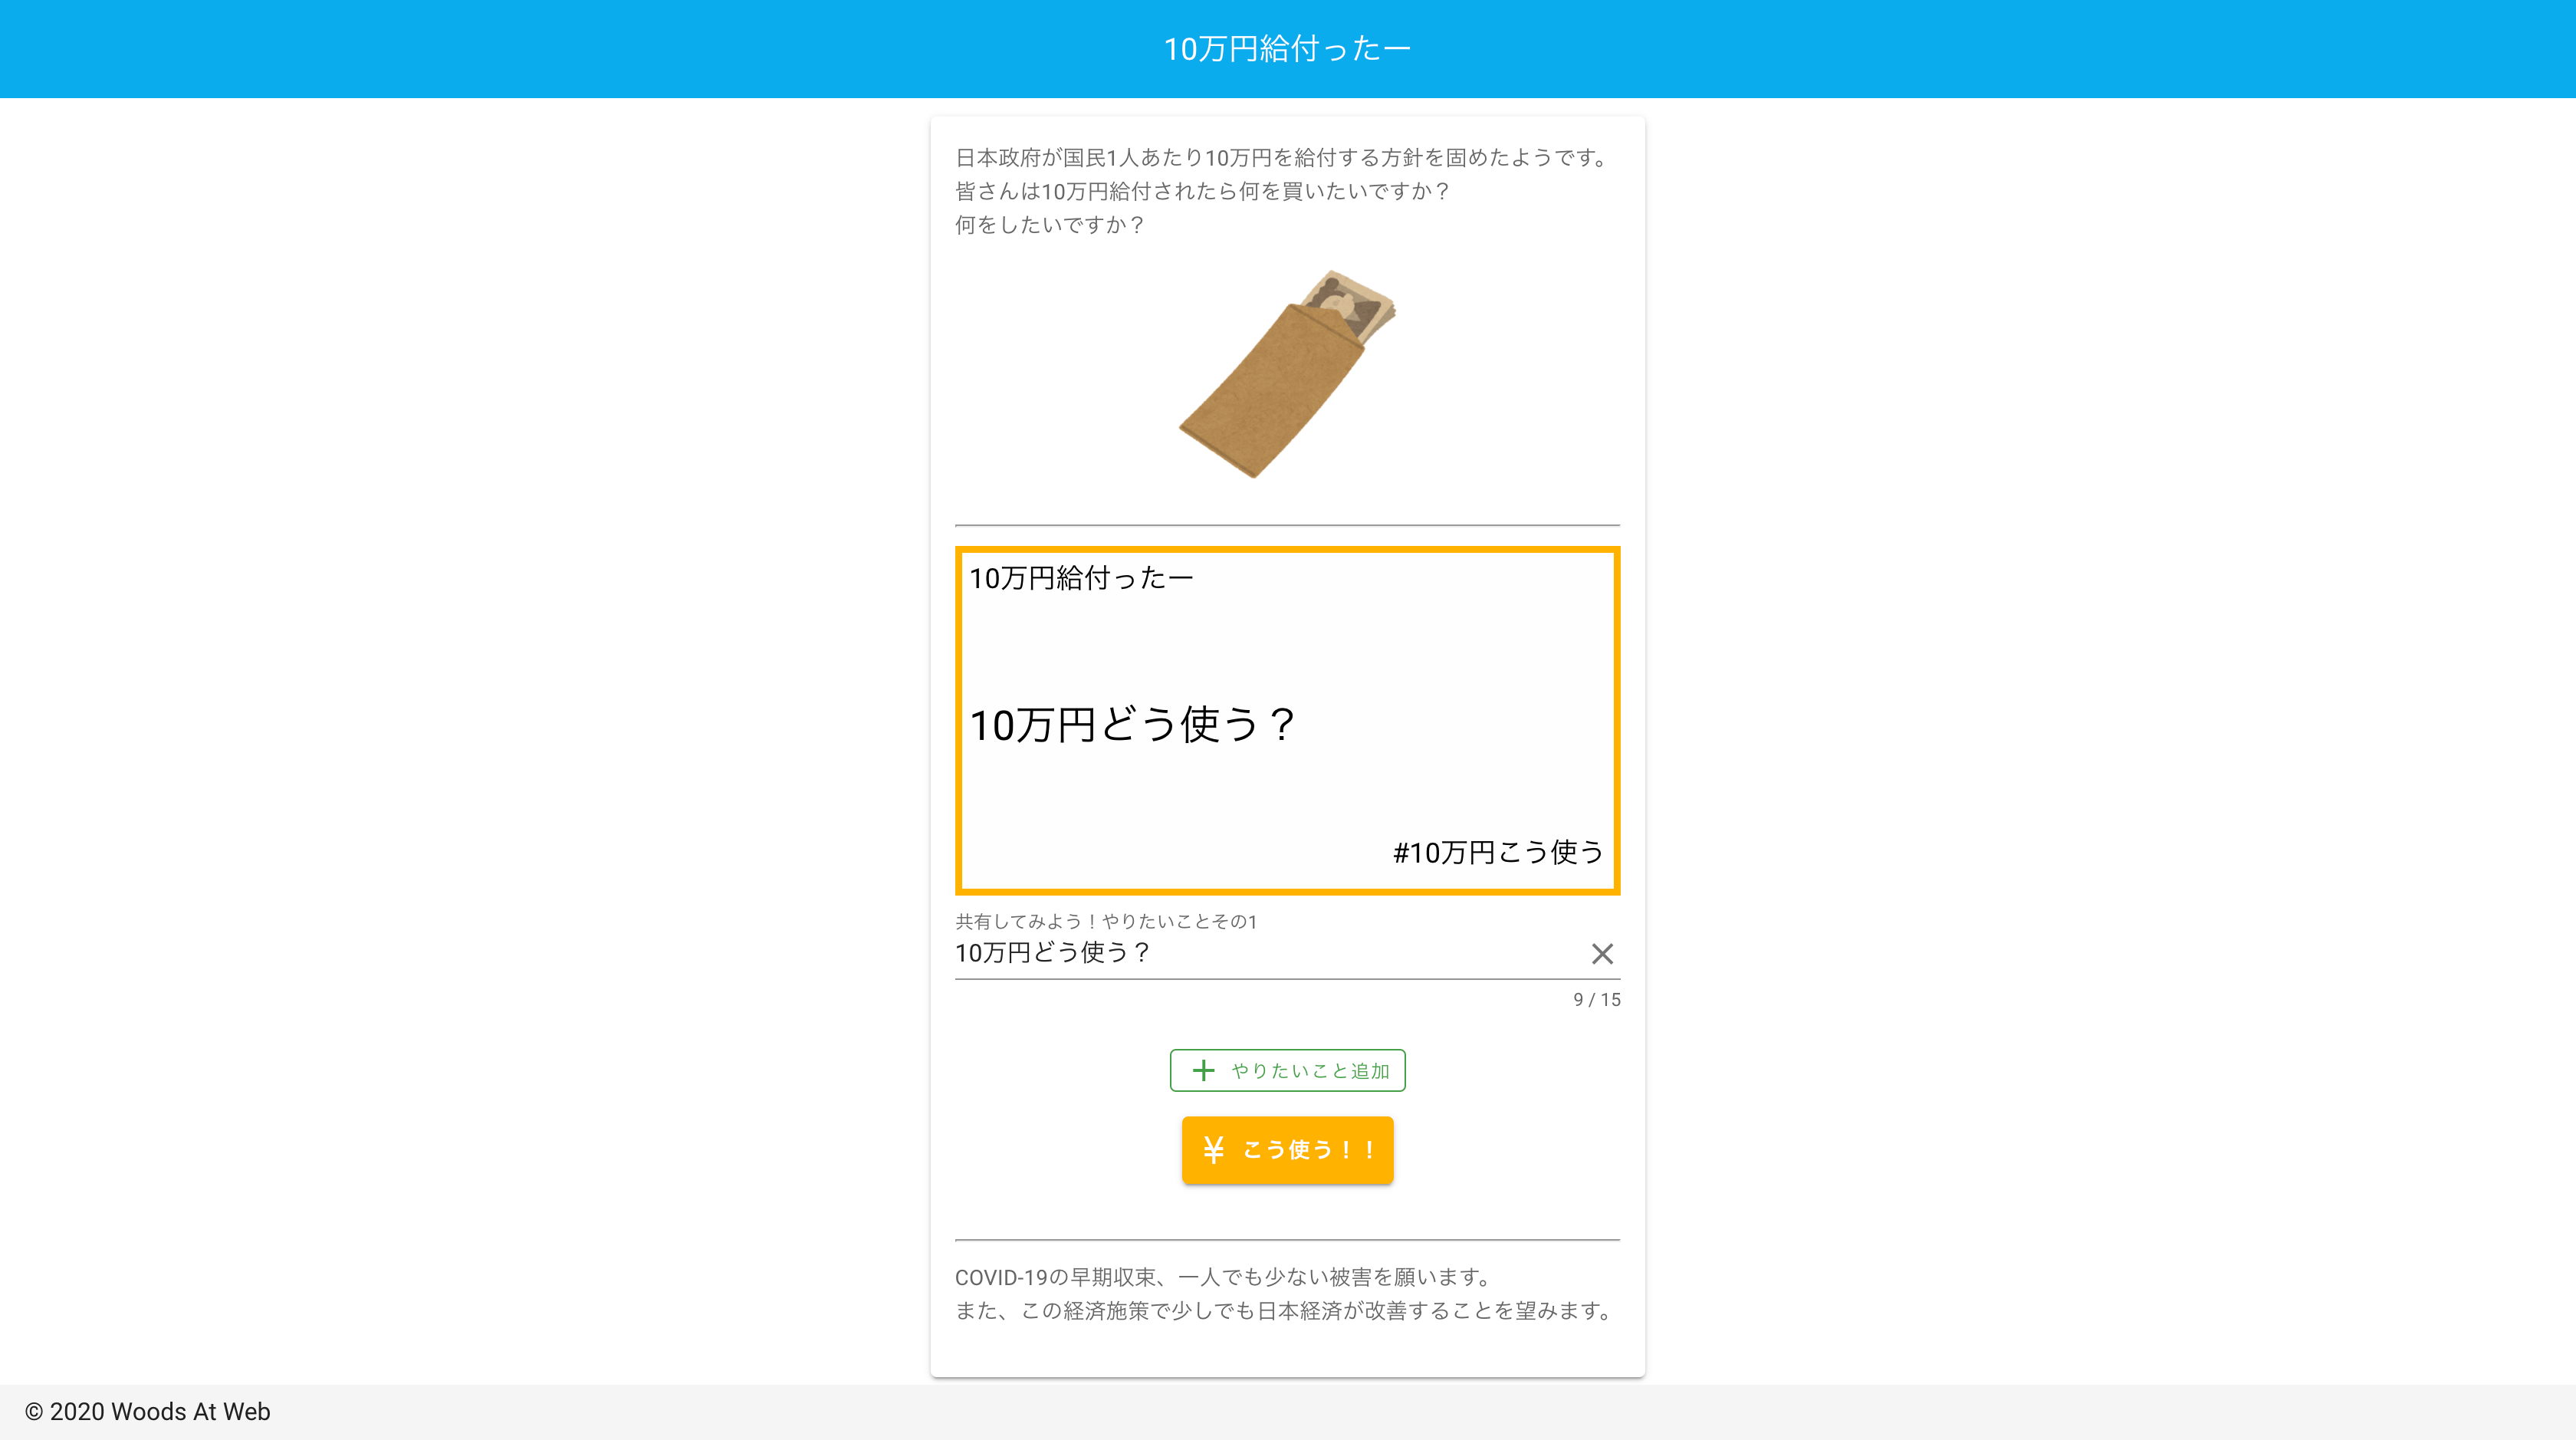 10万円給付ったー
日本政府が国民1人あたり10万円を給付する方針を固めたようです。
皆さんは10万円給付されたら何を買いたいですか？
何をしたいですか？
10万円給付ったー
10万円どう使う？
#10万円こう使う
共有してみよう！やりたいことその1
10万円どう使う？
9 / 15
やりたいこと追加
¥ こう使う！！
COVID-19の早期収束、一人でも少ない被害を願います。
また、この経済施策で少しでも日本経済が改善することを望みます。
© 2020 Woods At Web